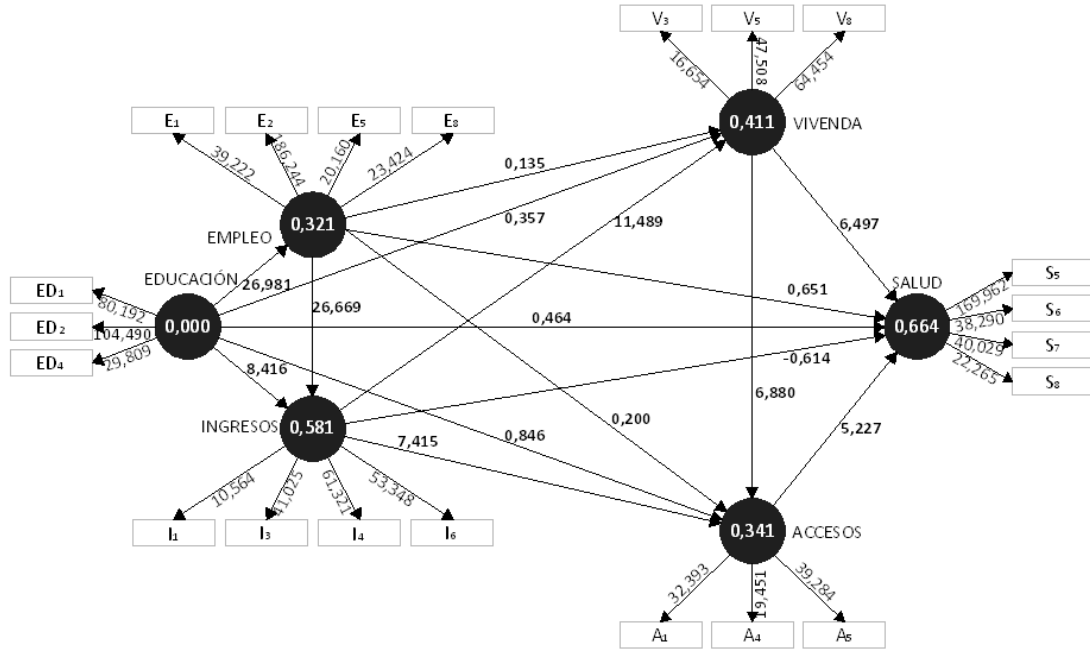 V₃ V₅ V₈
16,654 47,508 64,454
E₁ E₂ E₅ E₈
39,222 186,244 20,160 23,424
0,411 VIVENDA
0,135
0,357
11,489
0,321
EMPLEO
6,497
EDUCACIÓN
26,981
26,669
0,651
SALUD
ED₁
ED₂
ED₄
80,192
104,490
29,809
0,000
0,464
0,664
S₅
S₆
S₇
S₈
169,962
38,290
40,029
22,265
8,416
-0,614
6,880
INGRESOS 0,581
7,415
0,846
0,200
5,227
10,564 41,025 61,321 53,348
I₁ I₃ I₄ I₆
0,341 ACCESOS
32,393 19,451 39,284
A₁ A₄ A₅